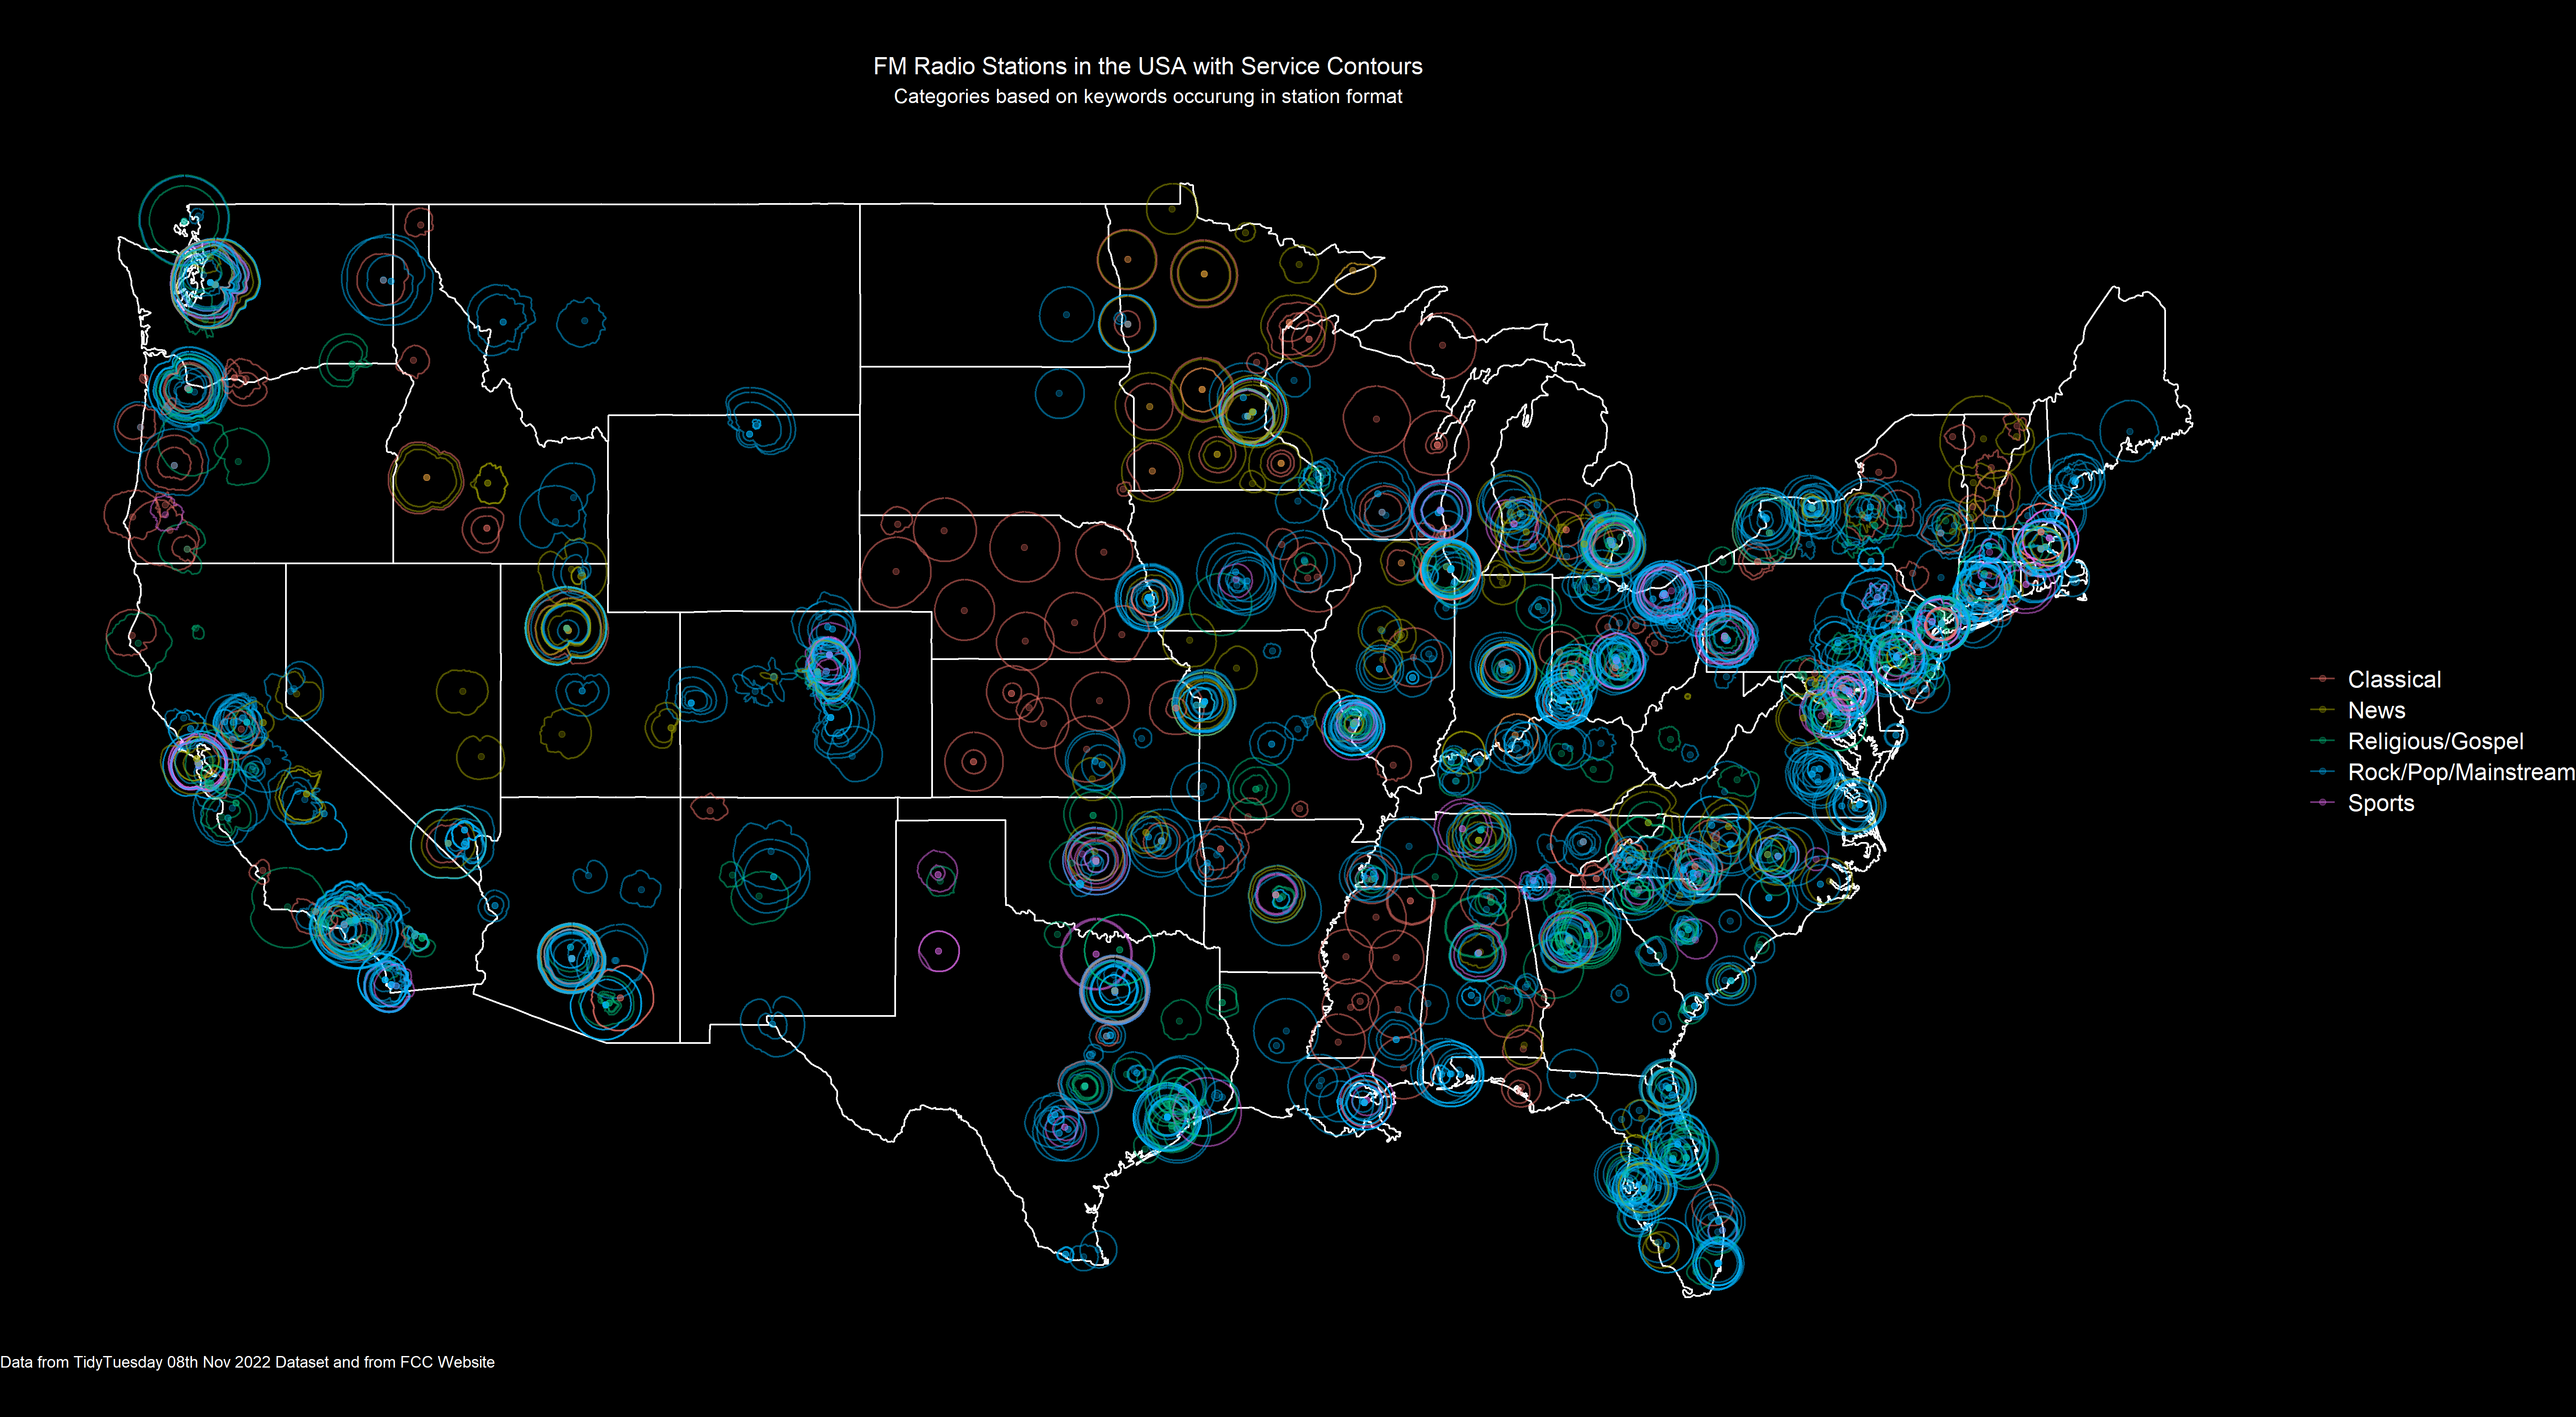 FM Radio Stations in the USA with Service Contours
Categories based on keywords occurung in station format
Classical
News
Religious/Gospel
Rock/Pop/Mainstream
Sports
Data from TidyTuesday 08th Nov 2022 Dataset and from FCC Website